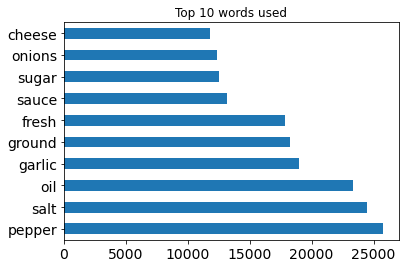 Top 10 words used
cheese
onions
sugar
sauce
fresh
ground
garlic
oil
salt
pepper
0 5000 10000 15000 20000 25000